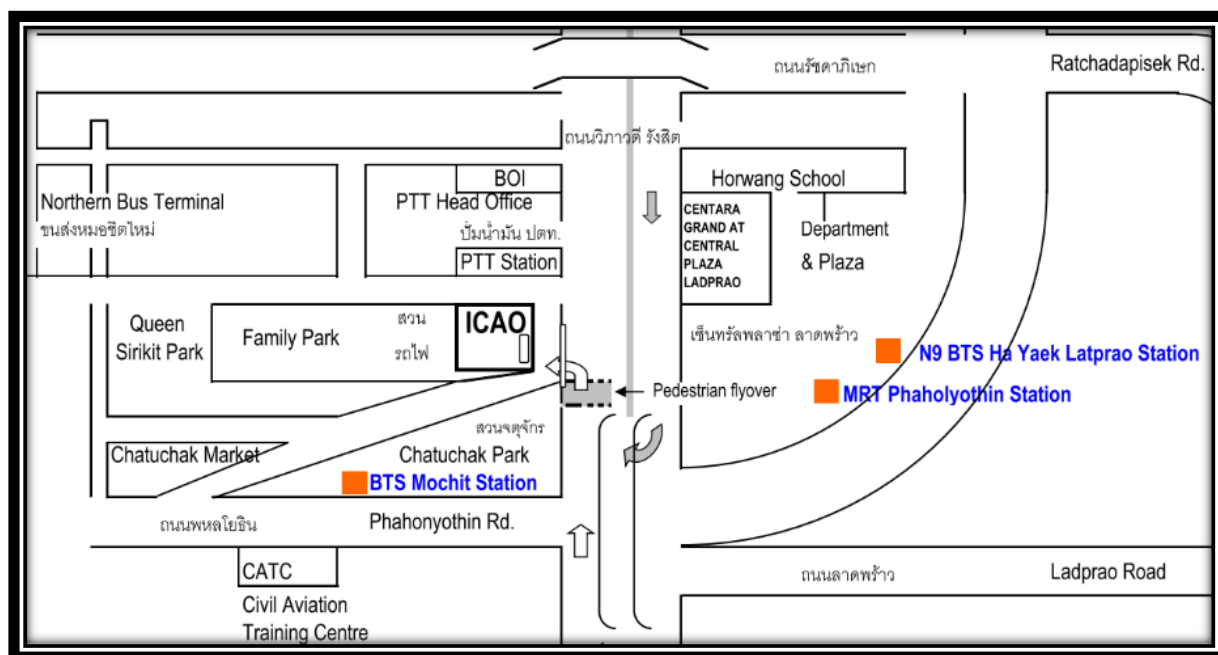 ถนนรัชดาภิเษก
Ratchadapisek Rd.
ถนนวิภาวดี รังสิต
BOI
Horwang School
Northern Bus Terminal
ขนส่งหมอชิตใหม่
PTT Head Office
ปั้มน้ำมัน ปตท.
PTT Station
CENTARA
GRAND AT
CENTRAL
PLAZA
LADPRAO
Department
& Plaza
Queen
Sirikit Park
Family Park
สวน
รถไฟ
ICAO
เซ็นทรัลพลาซ่า ลาดพร้าว
N9 BTS Ha Yaek Latprao Station
Pedestrian flyover
MRT Phaholyothin Station
สวนจตุจักร
Chatuchak Market
Chatuchak Park
BTS Mochit Station
ถนนพหลโยธิน
Phahonyothin Rd.
CATC
Civil Aviation
Training Centre
ถนนลาดพร้าว
Ladprao Road